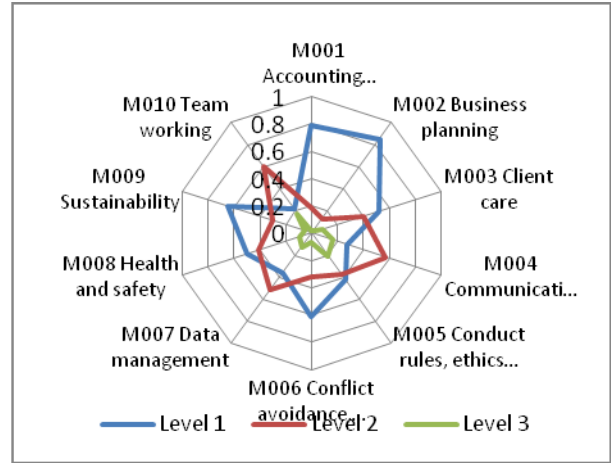 M001
Accounting...
M002 Business
planning
M003 Client
care
M004
Communicati...
M005 Conduct
rules, ethics...
M006 Conflict
avoidance...
M007 Data
management
M008 Health
and safety
M009
Sustainability
M010 Team
working
1
0.8
0.6
0.4
0.2
0
Level 1
Level 2
Level 3